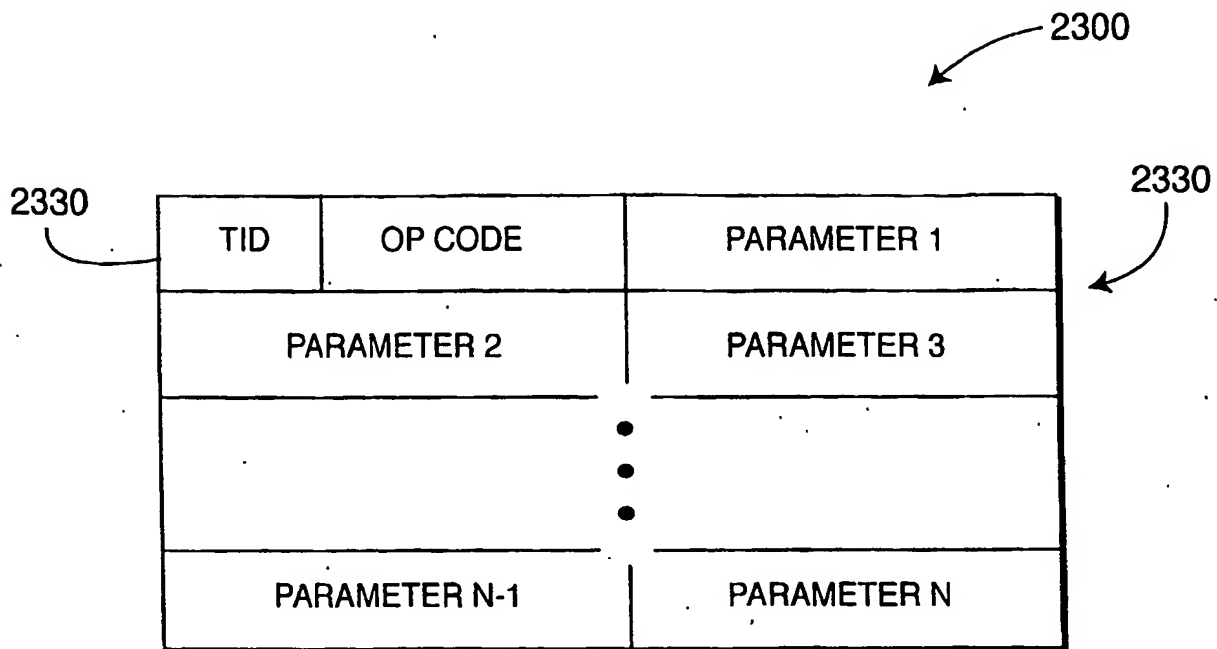 2300
2330
2330
TID OP CODE PARAMETER 1
PARAMETER 2 PARAMETER 3
PARAMETER N-1 PARAMETER N